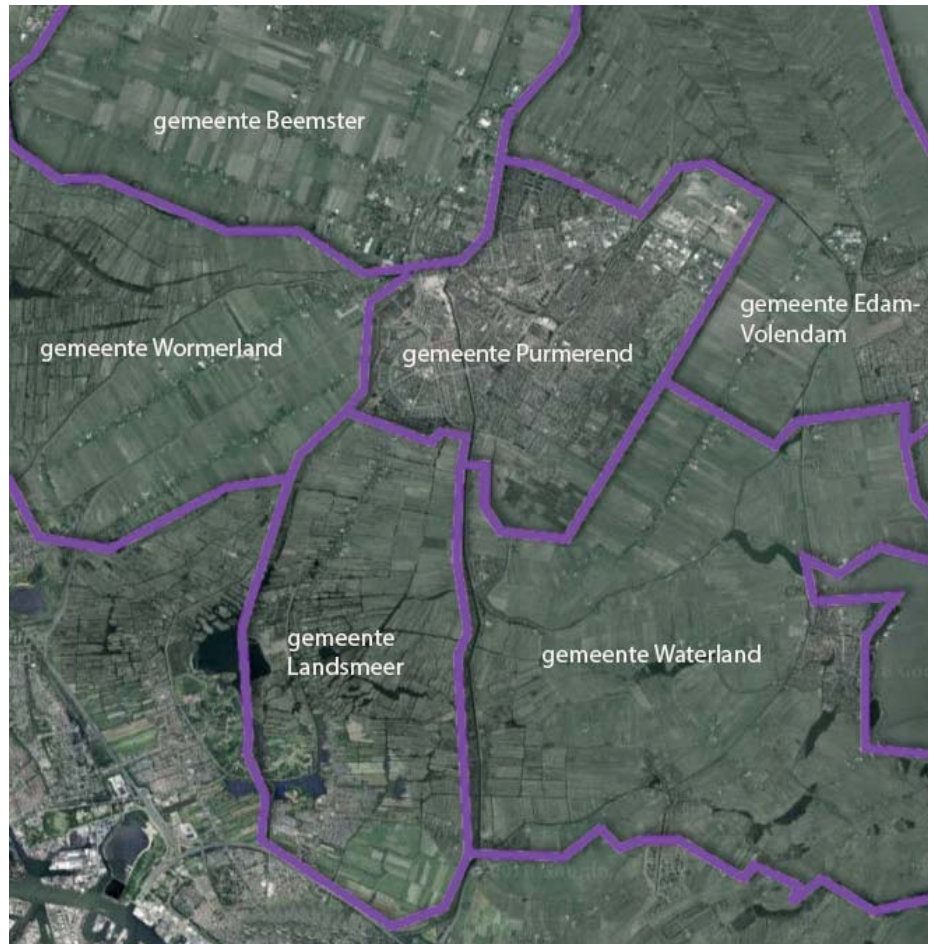 gemeente Beemster
gemeente Edam-
Volendam
gemeente Wormerland
gemeente Purmerend
gemeente
Landsmeer
gemeente Waterland